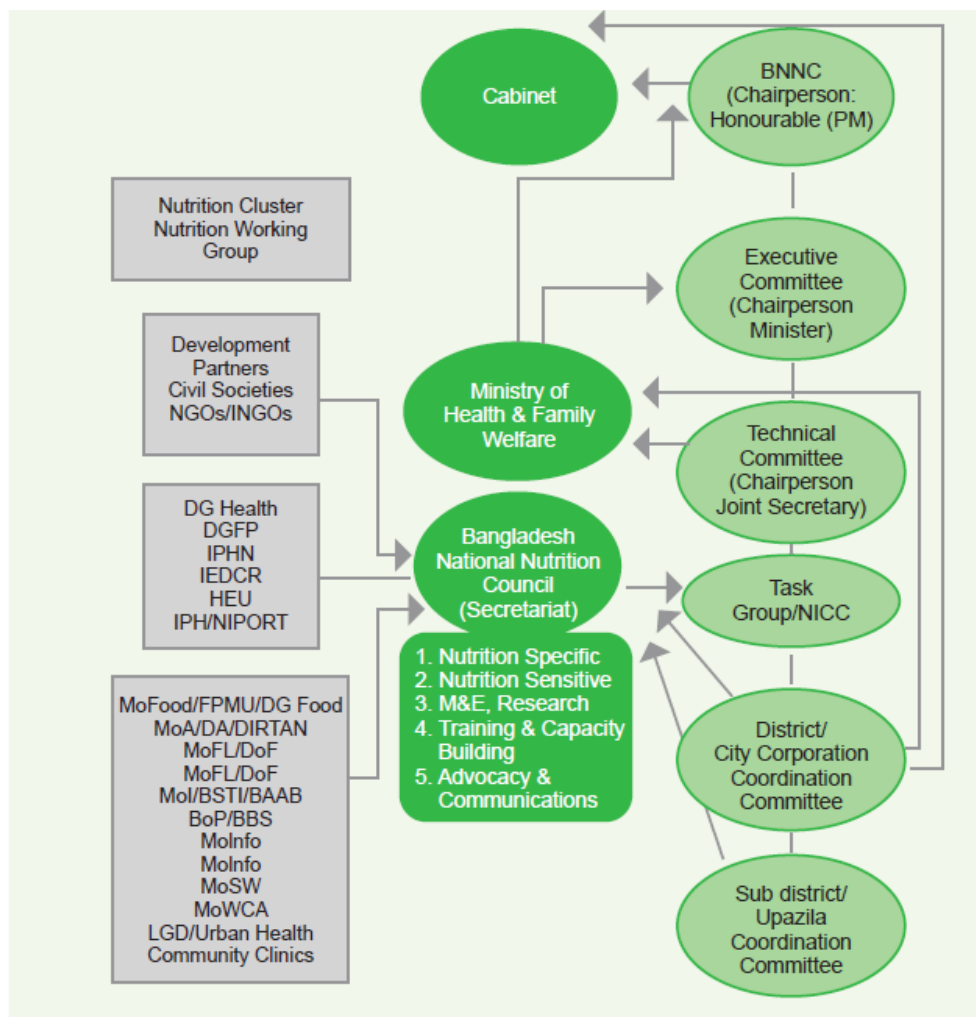 Cabinet
BNNC
(Chairperson:
Honourable (PM)
Nutrition Cluster
Nutrition Working
Group
Executive
Committee
(Chairperson
Minister)
Development
Partners
Civil Societies
NGOs/INGOs
Ministry of
Health & Family
Welfare
Technical
Committee
(Chairperson
Joint Secretary)
DG Health
DGFP
IPHN
IEDCR
HEU
IPH/NIPORT
Bangladesh
National Nutrition
Council
(Secretariat)
Task
Group/NICC
1. Nutrition Specific
2. Nutrition Sensitive
3. M&E, Research
4. Training & Capacity
Building
5. Advocacy &
Communications
MoFood/FPMU/DG Food
MoA/DA/DIRTAN
MoFL/DoF
MoFL/DoF
MoI/BSTI/BAAB
BoP/BBS
MoInfo
MoInfo
MoSW
MoWCA
LGD/Urban Health
Community Clinics
District/
City Corporation
Coordination
Committee
Sub district/
Upazila
Coordination
Committee